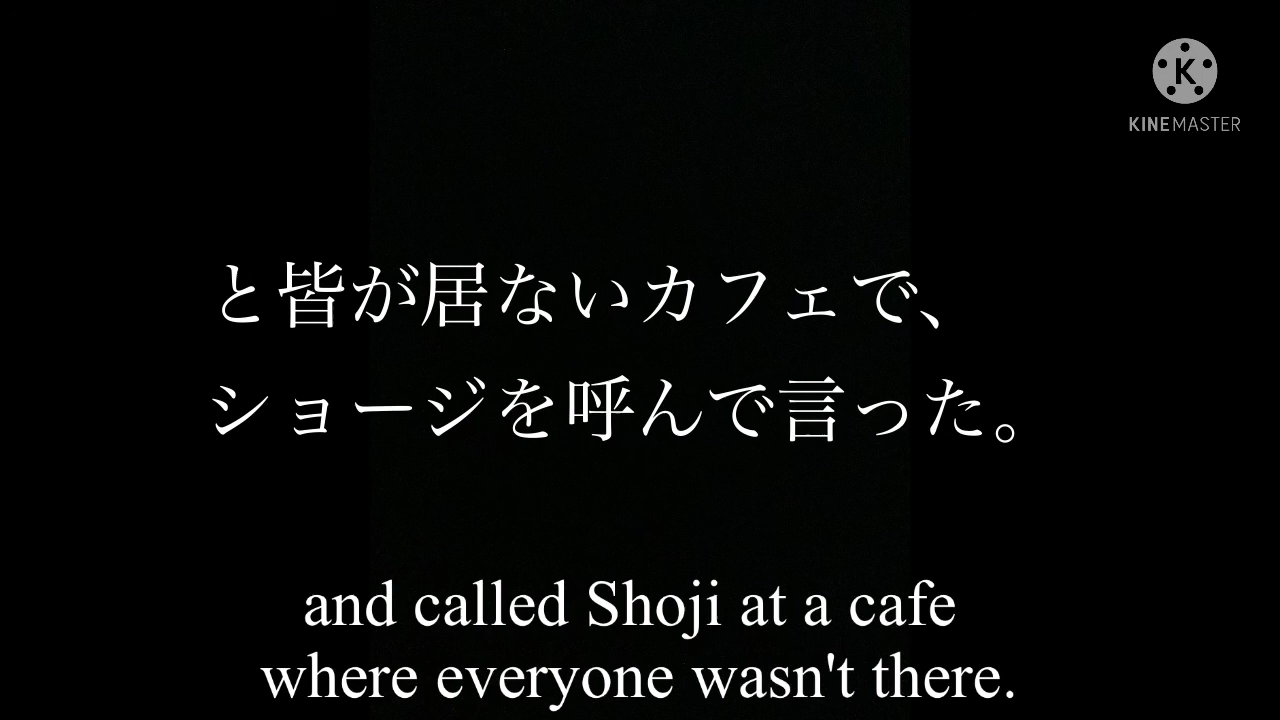 KINEMASTER
と皆が居ないカフェで、
ショージを呼んで言った。
and called Shoji at a cafe
where everyone wasn't there.